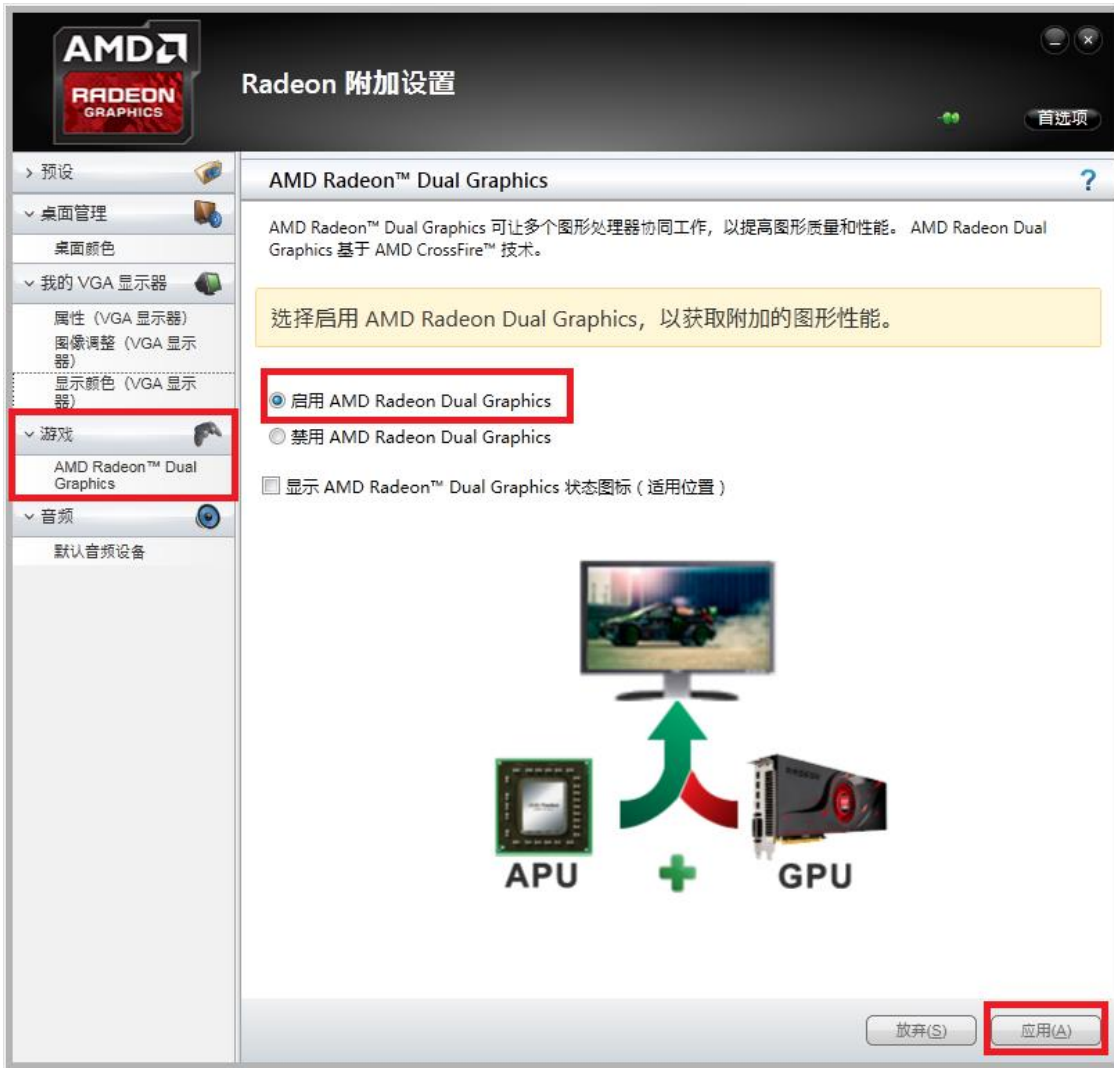 AMD
RADEON
GRAPHICS
Radeon 附加设置
首选项
预设
桌面管理
桌面颜色
我的 VGA 显示器
属性（VGA 显示器）
图像调整（VGA 显示
器）
显示颜色（VGA 显示
器）
游戏
AMD Radeon™ Dual
Graphics
音频
默认音频设备
AMD Radeon™ Dual Graphics
?
AMD Radeon™ Dual Graphics 可让多个图形处理器协同工作，以提高图形质量和性能。 AMD Radeon Dual
Graphics 基于 AMD CrossFire™ 技术。
选择启用 AMD Radeon Dual Graphics，以获取附加的图形性能。
启用 AMD Radeon Dual Graphics
禁用 AMD Radeon Dual Graphics
显示 AMD Radeon™ Dual Graphics 状态图标 ( 适用位置 )
RADEON
APU
GPU
放弃(S)
应用(A)